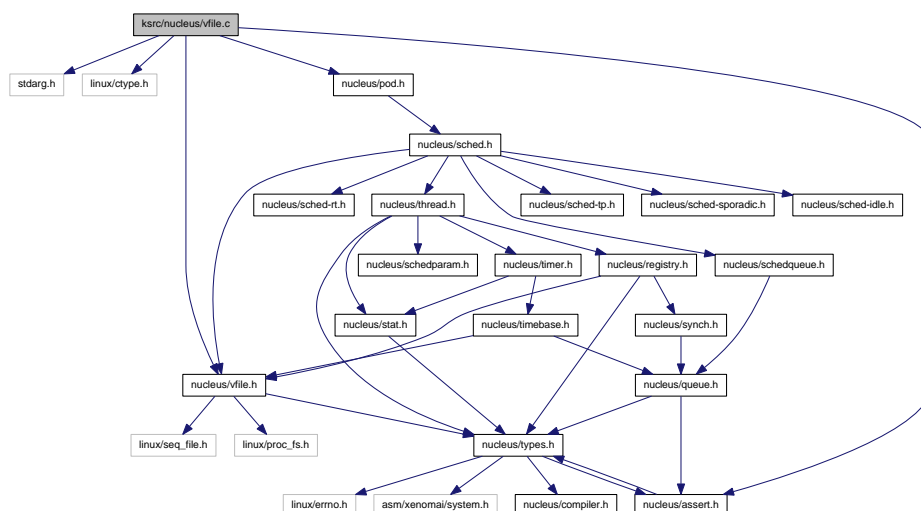 ksrc/nucleus/vfile.c
stdarg.h
linux/ctype.h
nucleus/pod.h
nucleus/sched.h
nucleus/sched-rt.h
nucleus/thread.h
nucleus/sched-tp.h
nucleus/sched-sporadic.h
nucleus/sched-idle.h
nucleus/schedparam.h
nucleus/timer.h
nucleus/registry.h
nucleus/schedqueue.h
nucleus/stat.h
nucleus/timebase.h
nucleus/synch.h
nucleus/vfile.h
nucleus/queue.h
linux/seq_file.h
linux/proc_fs.h
nucleus/types.h
linux/errno.h
asm/xenomai/system.h
nucleus/compiler.h
nucleus/assert.h